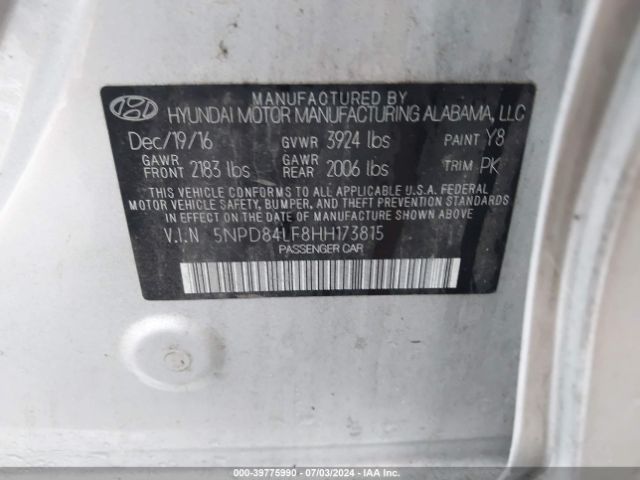 MANUFACTURED BY
HYUNDAI MOTOR MANUFACTURING ALABAMA, LLC
Dec/19/16 GVWR 3924 lbs PAINT Y8
GAWR FRONT 2183 lbs GAWR REAR 2006 lbs TRIM PK
THIS VEHICLE CONFORMS TO ALL APPLICABLE U.S.A. FEDERAL
MOTOR VEHICLE SAFETY, BUMPER, AND THEFT PREVENTION
STANDARDS IN EFFECT ON THE DATE OF MANUFACTURE SHOWN ABOVE.
V.I.N 5NPD84LF8HH173815
PASSENGER CAR
000-39775990 - 07/03/2024 - IAA Inc.